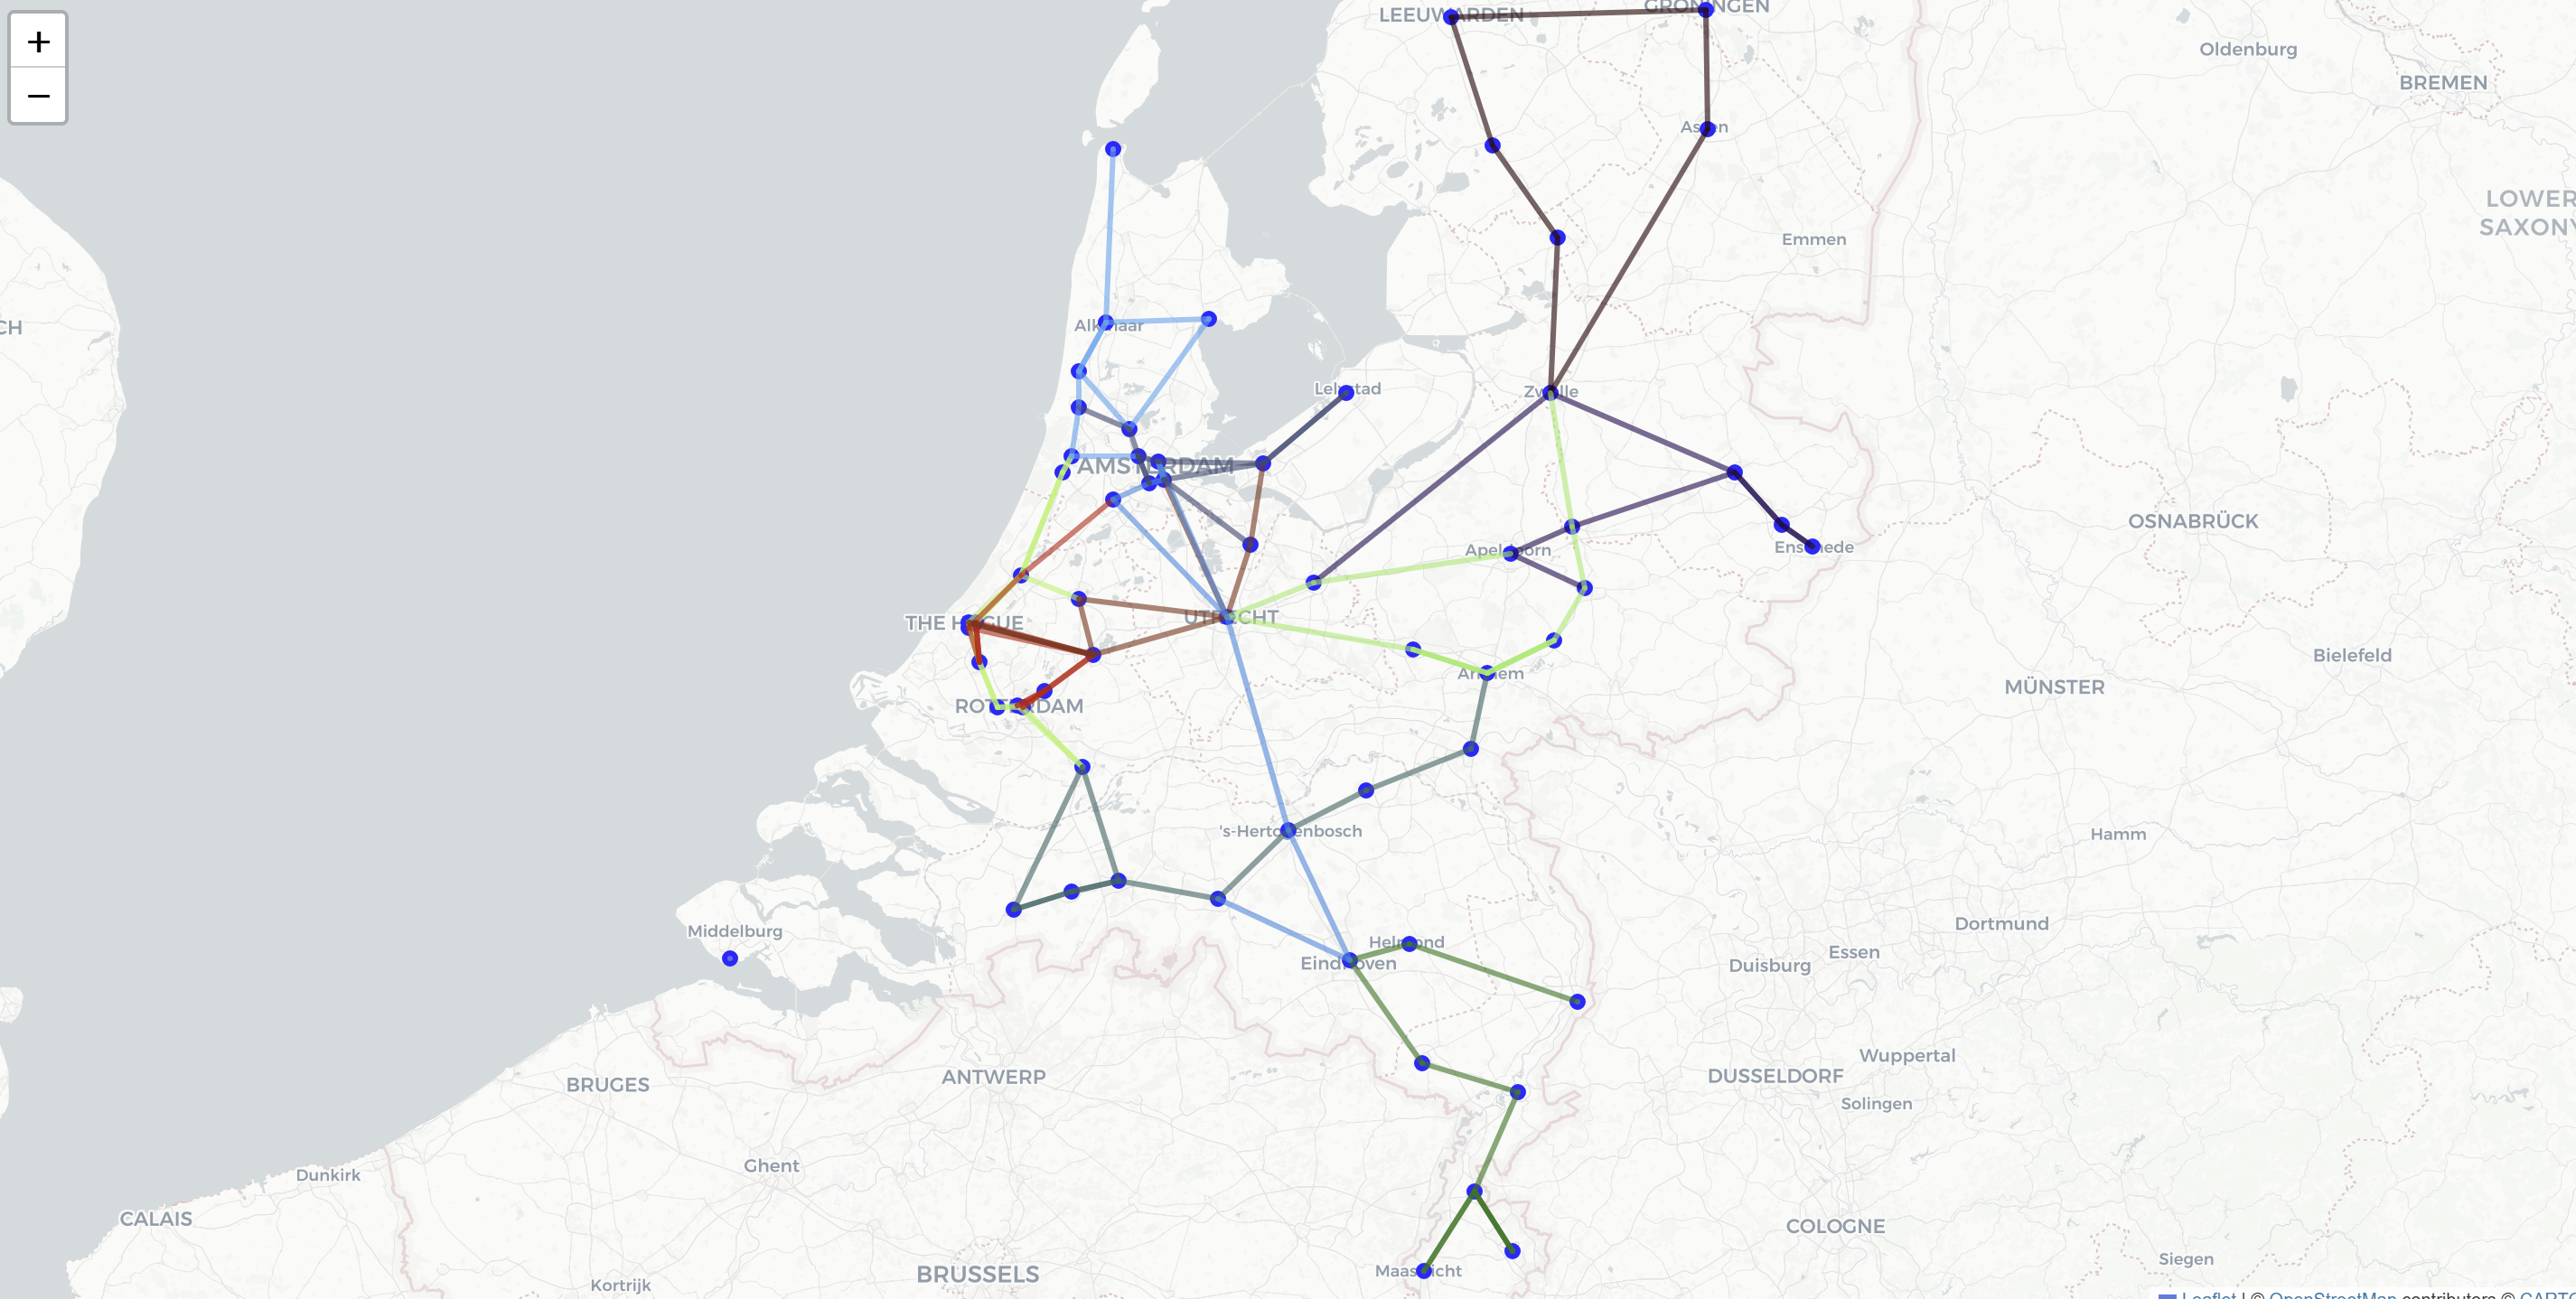 +
−
LEEUWARDEN
GRONINGEN
Oldenburg
BREMEN
Assen
LOWER
SAXONY
Emmen
CH
Alkmaar
Lelystad
Zwolle
AMSTERDAM
OSNABRÜCK
Apeldoorn
Enschede
THE HAGUE
UTRECHT
Bielefeld
Arnhem
MÜNSTER
ROTTERDAM
's-Hertogenbosch
Hamm
Middelburg
Dortmund
Helmond
Essen
Eindhoven
Duisburg
Wuppertal
BRUGES
ANTWERP
DUSSELDORF
Solingen
Ghent
Dunkirk
CALAIS
COLOGNE
Maastricht
Siegen
BRUSSELS
Kortrijk
Leaflet | © OpenStreetMap contributors © CARTO